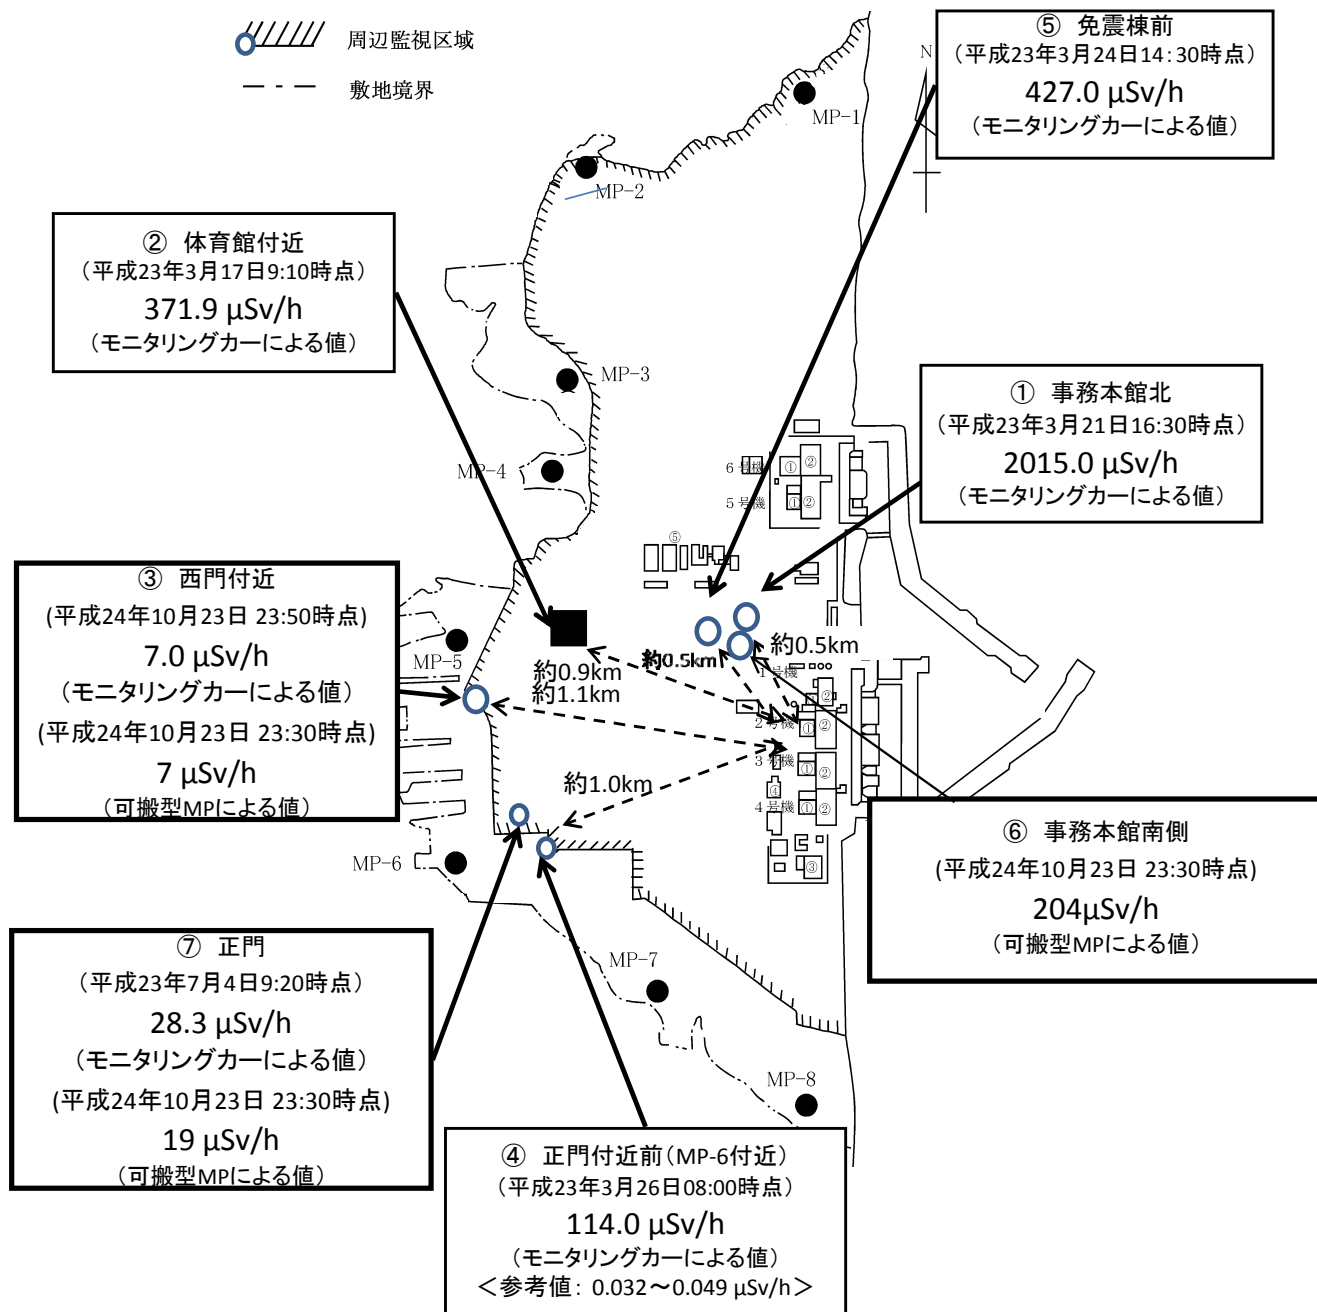 周辺監視区域
敷地境界
⑤ 免震棟前
（平成23年3月24日14:30時点）
427.0 μSv/h
（モニタリングカーによる値）
N
MP-1
MP-2
② 体育館付近
（平成23年3月17日9:10時点）
371.9 μSv/h
（モニタリングカーによる値）
MP-3
① 事務本館北
（平成23年3月21日16:30時点）
2015.0 μSv/h
（モニタリングカーによる値）
MP-4
6号機
①
②
5号機
①
②
⑤
③ 西門付近
(平成24年10月23日 23:50時点)
7.0 μSv/h
（モニタリングカーによる値）
(平成24年10月23日 23:30時点)
7 μSv/h
（可搬型MPによる値）
MP-5
約0.9km
約1.1km
約0.5km
約0.5km
1号機
②
2号機
①
②
3号機
①
②
約1.0km
④
4号機
①
②
③
MP-6
⑥ 事務本館南側
(平成24年10月23日 23:30時点)
204μSv/h
（可搬型MPによる値）
⑦ 正門
（平成23年7月4日9:20時点）
28.3 μSv/h
（モニタリングカーによる値）
(平成24年10月23日 23:30時点)
19 μSv/h
（可搬型MPによる値）
MP-7
MP-8
④ 正門付近前（MP-6付近）
（平成23年3月26日08:00時点）
114.0 μSv/h
（モニタリングカーによる値）
＜参考値：0.032～0.049 μSv/h＞